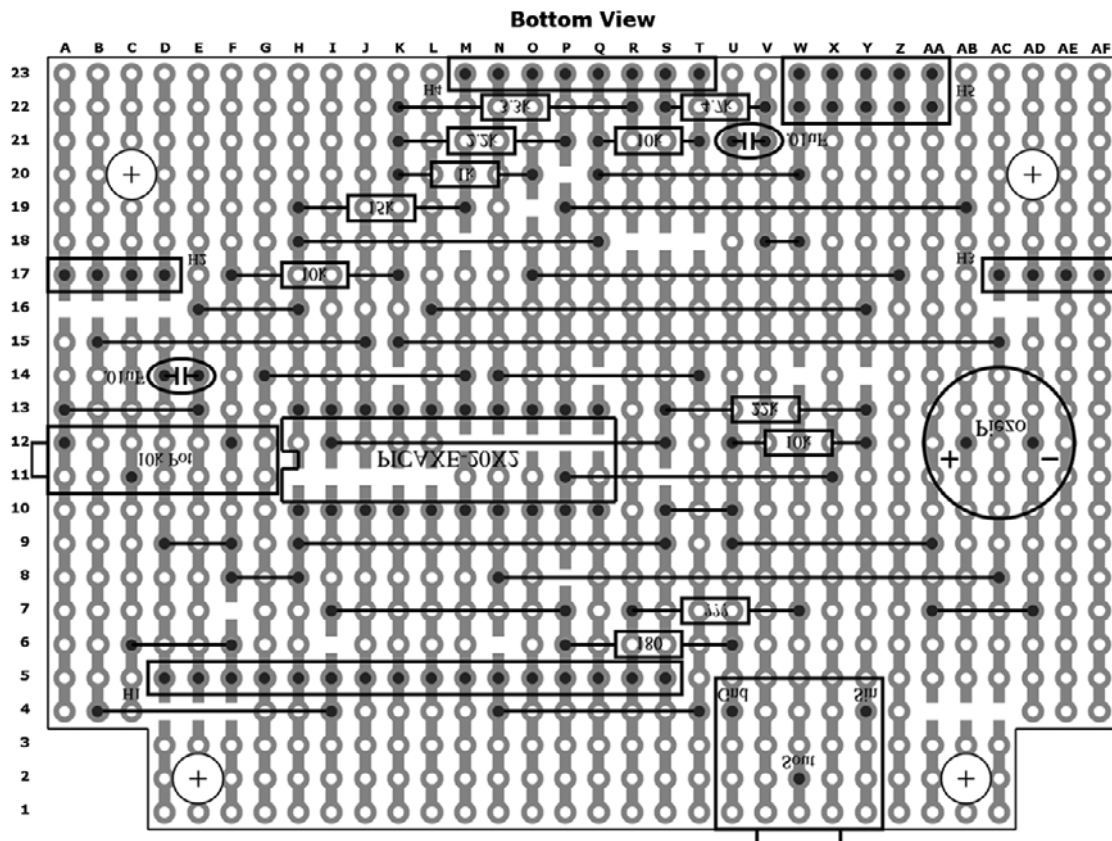 Bottom View
A B C D E F G H I J K L M N O P Q R S T U V W X Y Z AA AB AC AD AE AF
23
H4 H5
22 3.3k 4.7k
21 2.2k 10k .01uF
20 1k
19 15k
18
H2 H3
17 10k
16
15
14 .01uF
13 22k
12 10k Pot PICAXE-20X2 10k Piezo
11 + −
10
9
8
7
6 180
5
H1 Gnd Sin
4
3
Sout
2
1